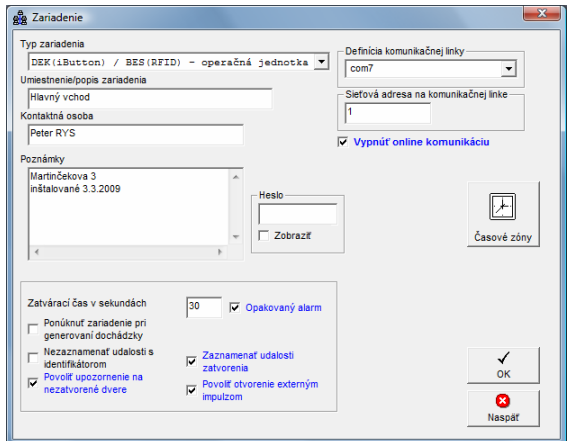 Zariadenie
Typ zariadenia
DEK(iButton) / BES(RFID) - operačná jednotka
Definícia komunikačnej linky
com7
Umiestnenie/popis zariadenia
Hlavný vchod
Sieťová adresa na komunikačnej linke
1
Kontaktná osoba
Peter RYS
Vypnúť online komunikáciu
Poznámky
Martinčekova 3
inštalované 3.3.2009
Heslo
Zobraziť
Časové zóny
Zatvárací čas v sekundách
30
Opakovaný alarm
Ponúknuť zariadenie pri
generovaní dochádzky
Nezaznamenať udalosti s
identifikátorom
Zaznamenať udalosti
zatvorenia
Povoliť upozornenie na
nezatvorené dvere
Povoliť otvorenie externým
impulzom
OK
Naspäť